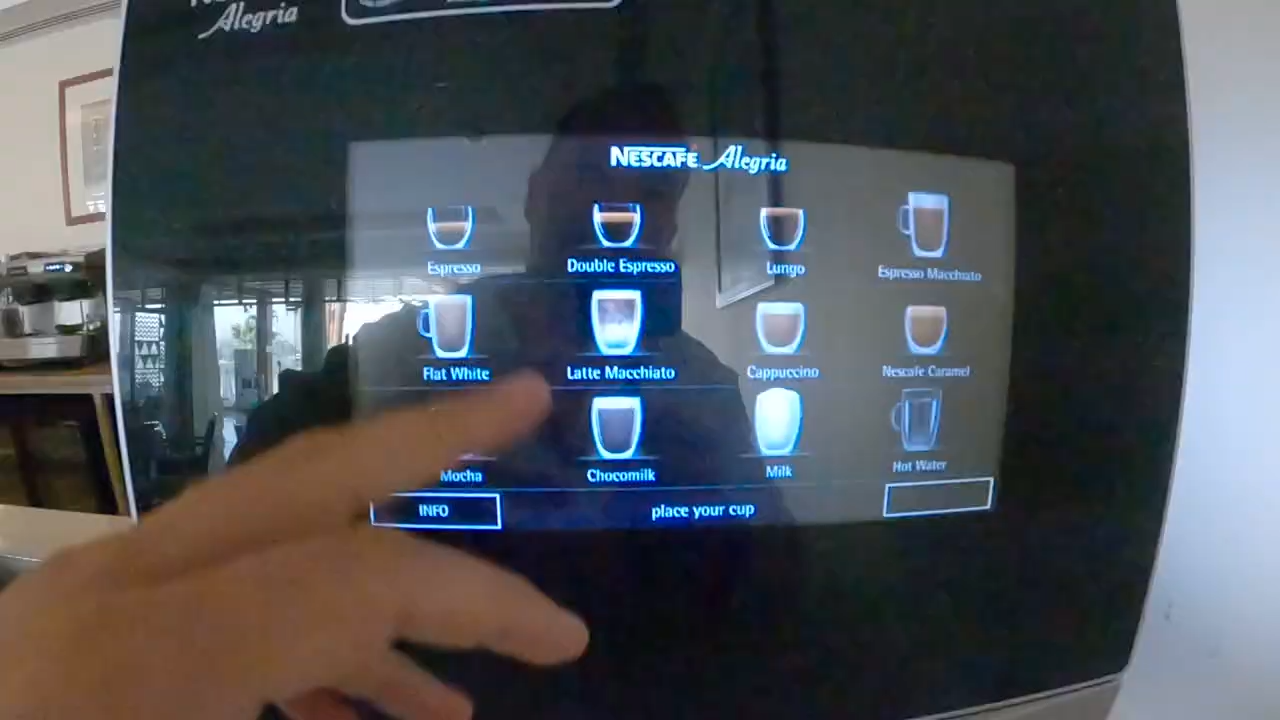 Alegria
NESCAFE Alegria
Espresso
Double Espresso
Lungo
Espresso Macchiato
Flat White
Latte Macchiato
Cappuccino
Nescafe Caramel
Mocha
Chocomilk
Milk
Hot Water
INFO
place your cup